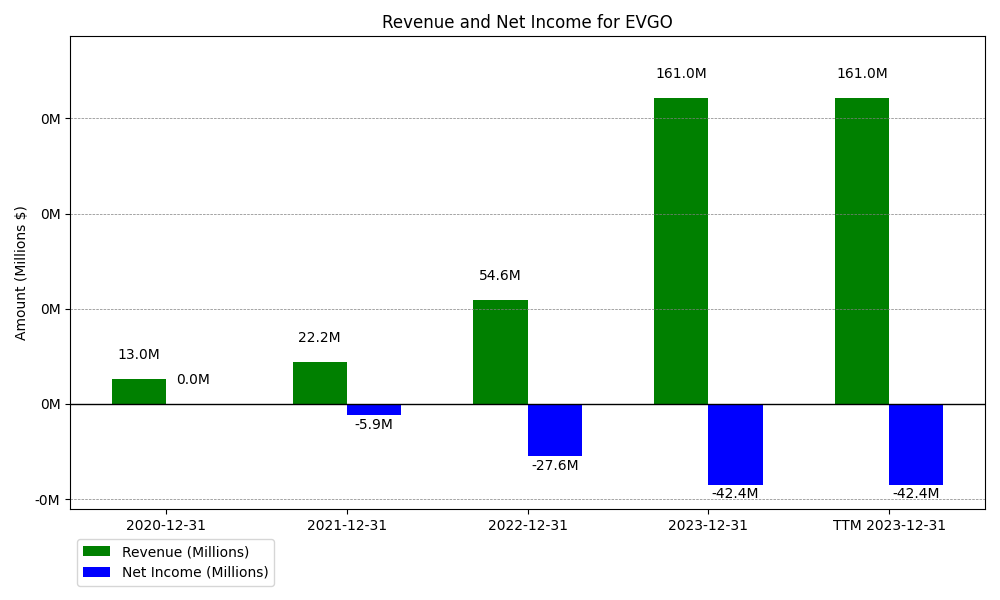 Revenue and Net Income for EVGO
Amount (Millions $)
0M
0M
0M
0M
-0M
13.0M
0.0M
22.2M
-5.9M
54.6M
-27.6M
161.0M
-42.4M
161.0M
-42.4M
2020-12-31
2021-12-31
2022-12-31
2023-12-31
TTM 2023-12-31
Revenue (Millions)
Net Income (Millions)